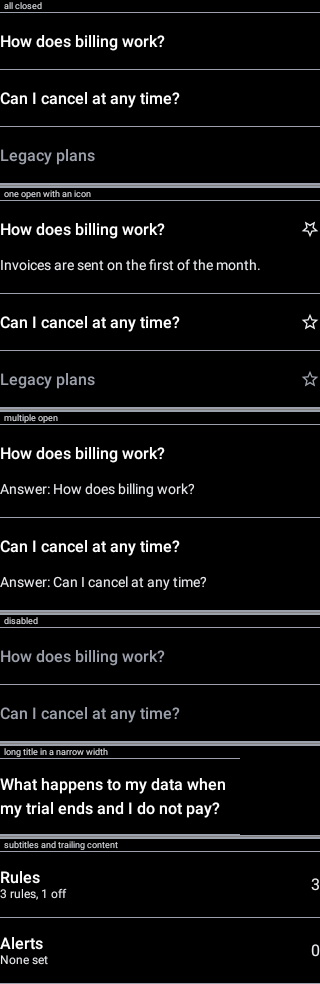 all closed
How does billing work?
Can I cancel at any time?
Legacy plans
one open with an icon
How does billing work?
Invoices are sent on the first of the month.
Can I cancel at any time?
Legacy plans
multiple open
How does billing work?
Answer: How does billing work?
Can I cancel at any time?
Answer: Can I cancel at any time?
disabled
How does billing work?
Can I cancel at any time?
long title in a narrow width
What happens to my data when
my trial ends and I do not pay?
subtitles and trailing content
Rules
3 rules, 1 off
3
Alerts
None set
0